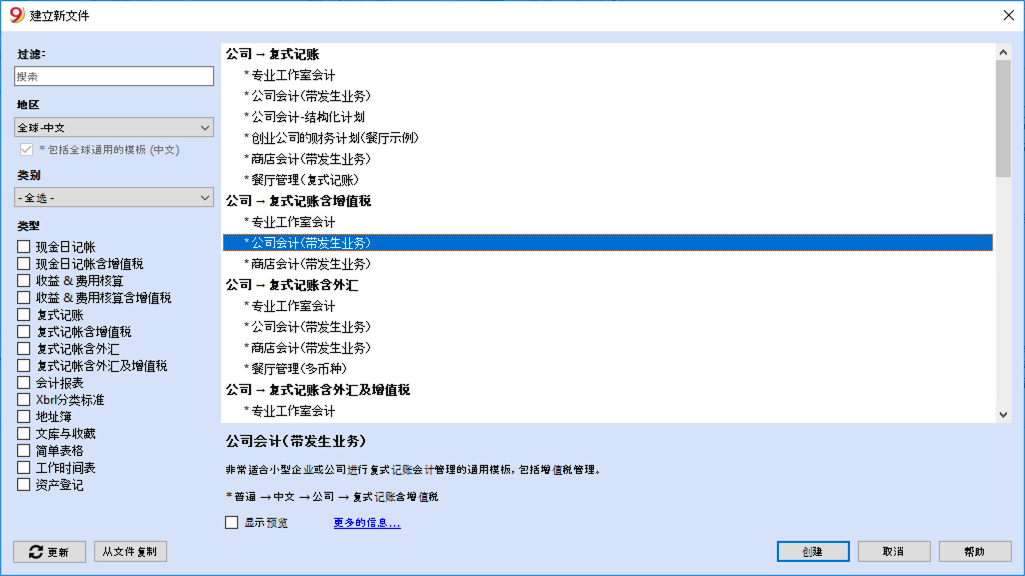 建立新文件
过滤:
搜索
地区
全球-中文
* 包括全球通用的模板 (中文)
类别
- 全选 -
类型
现金日记帐
现金日记帐含增值税
收益 & 费用核算
收益 & 费用核算含增值税
复式记账
复式记帐含增值税
复式记帐含外汇
复式记帐含外汇及增值税
会计报表
Xbrl分类标准
地址簿
文库与收藏
简单表格
工作时间表
资产登记
更新
从文件复制
公司 → 复式记账
* 专业工作室会计
* 公司会计(带发生业务)
* 公司会计-结构化计划
* 创业公司的财务计划(餐厅示例)
* 商店会计(带发生业务)
* 餐厅管理(复式记账)
公司 → 复式记账含增值税
* 专业工作室会计
* 公司会计(带发生业务)
* 商店会计(带发生业务)
公司 → 复式记账含外汇
* 专业工作室会计
* 公司会计(带发生业务)
* 商店会计(带发生业务)
* 餐厅管理(多币种)
公司 → 复式记账含外汇及增值税
* 专业工作室会计
公司会计(带发生业务)
非常适合小型企业或公司进行复式记账会计管理的通用模板, 包括增值税管理。
* 普通 → 中文 → 公司 → 复式记账含增值税
显示预览
更多的信息...
创建
取消
帮助